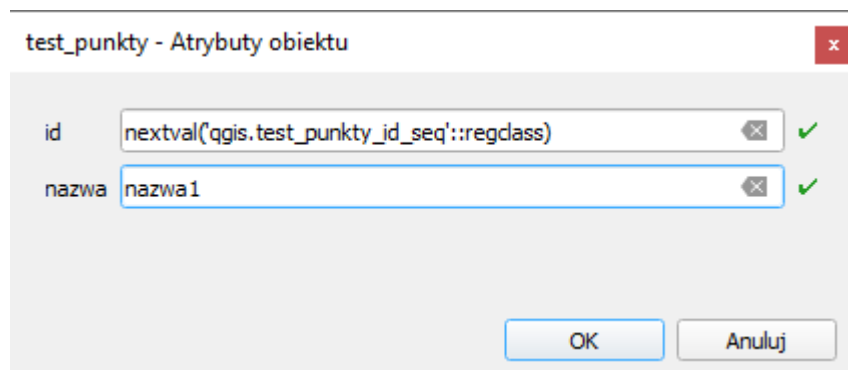 test_punkty - Atrybuty obiektu
x
id nextval('qgis.test_punkty_id_seq'::regclass)
nazwa nazwa1
OK Anuluj